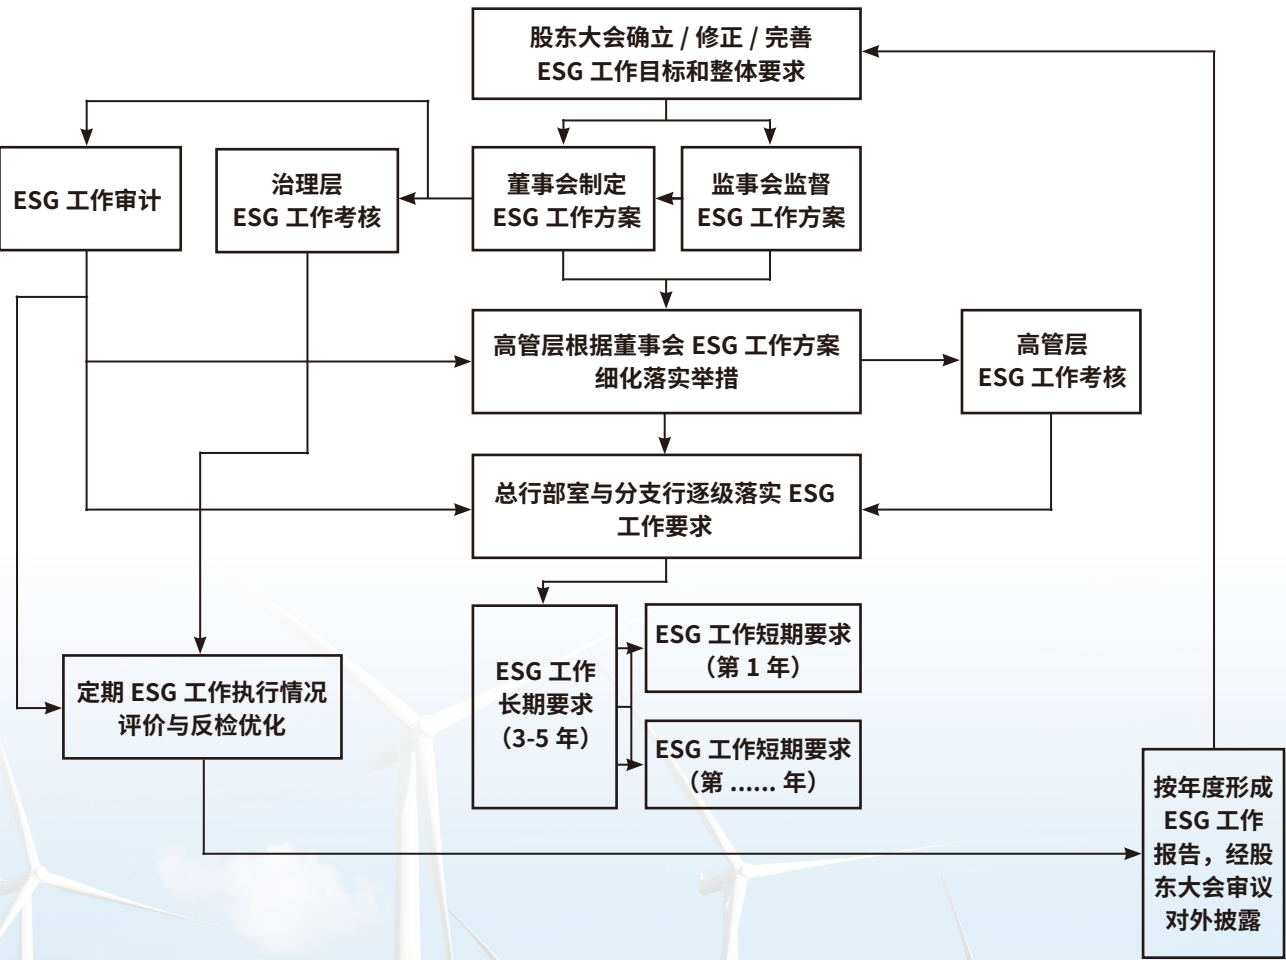 股东大会确立 / 修正 / 完善
ESG 工作目标和整体要求
ESG 工作审计
治理层
ESG 工作考核
董事会制定
ESG 工作方案
监事会监督
ESG 工作方案
高管层根据董事会 ESG 工作方案
细化落实举措
高管层
ESG 工作考核
总行部室与分支行逐级落实 ESG
工作要求
ESG 工作
长期要求
（3-5 年）
ESG 工作短期要求
（第 1 年）
ESG 工作短期要求
（第 ...... 年）
定期 ESG 工作执行情况
评价与反检优化
按年度形成
ESG 工作
报告，经股
东大会审议
对外披露